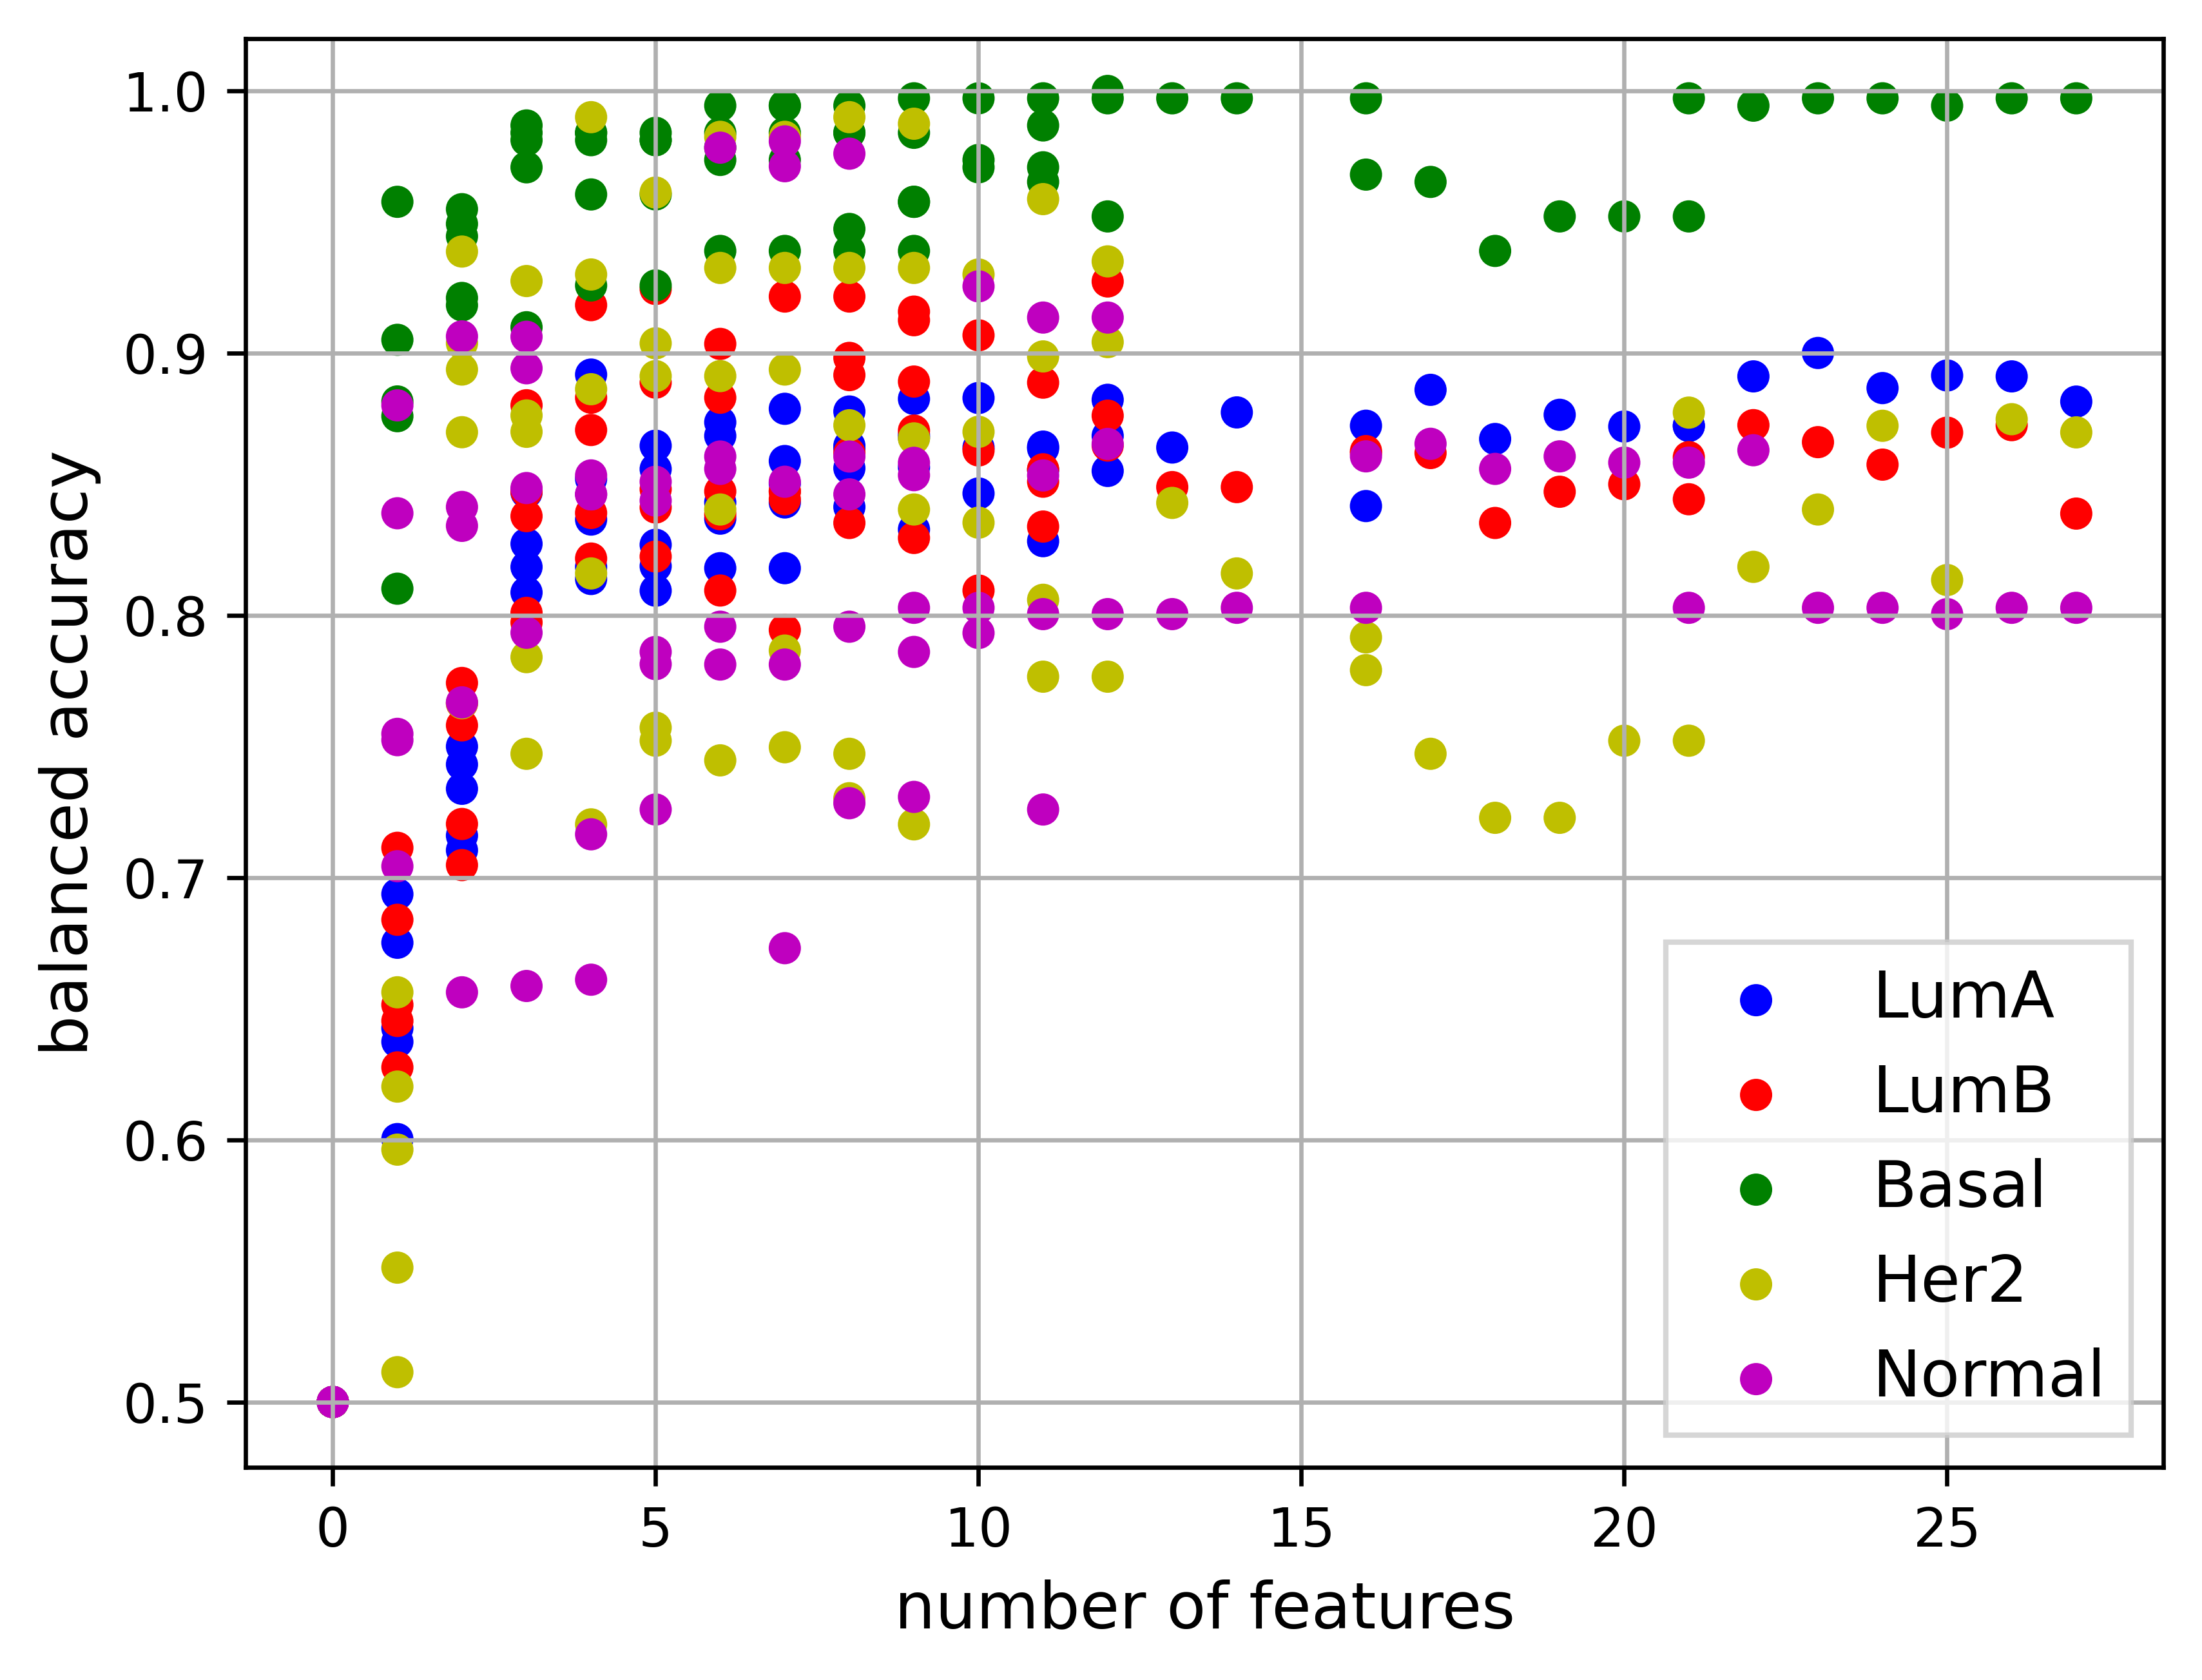 balanced accuracy
1.0
0.9
0.8
0.7
0.6
0.5
0 5 10 15 20 25
number of features
LumA
LumB
Basal
Her2
Normal